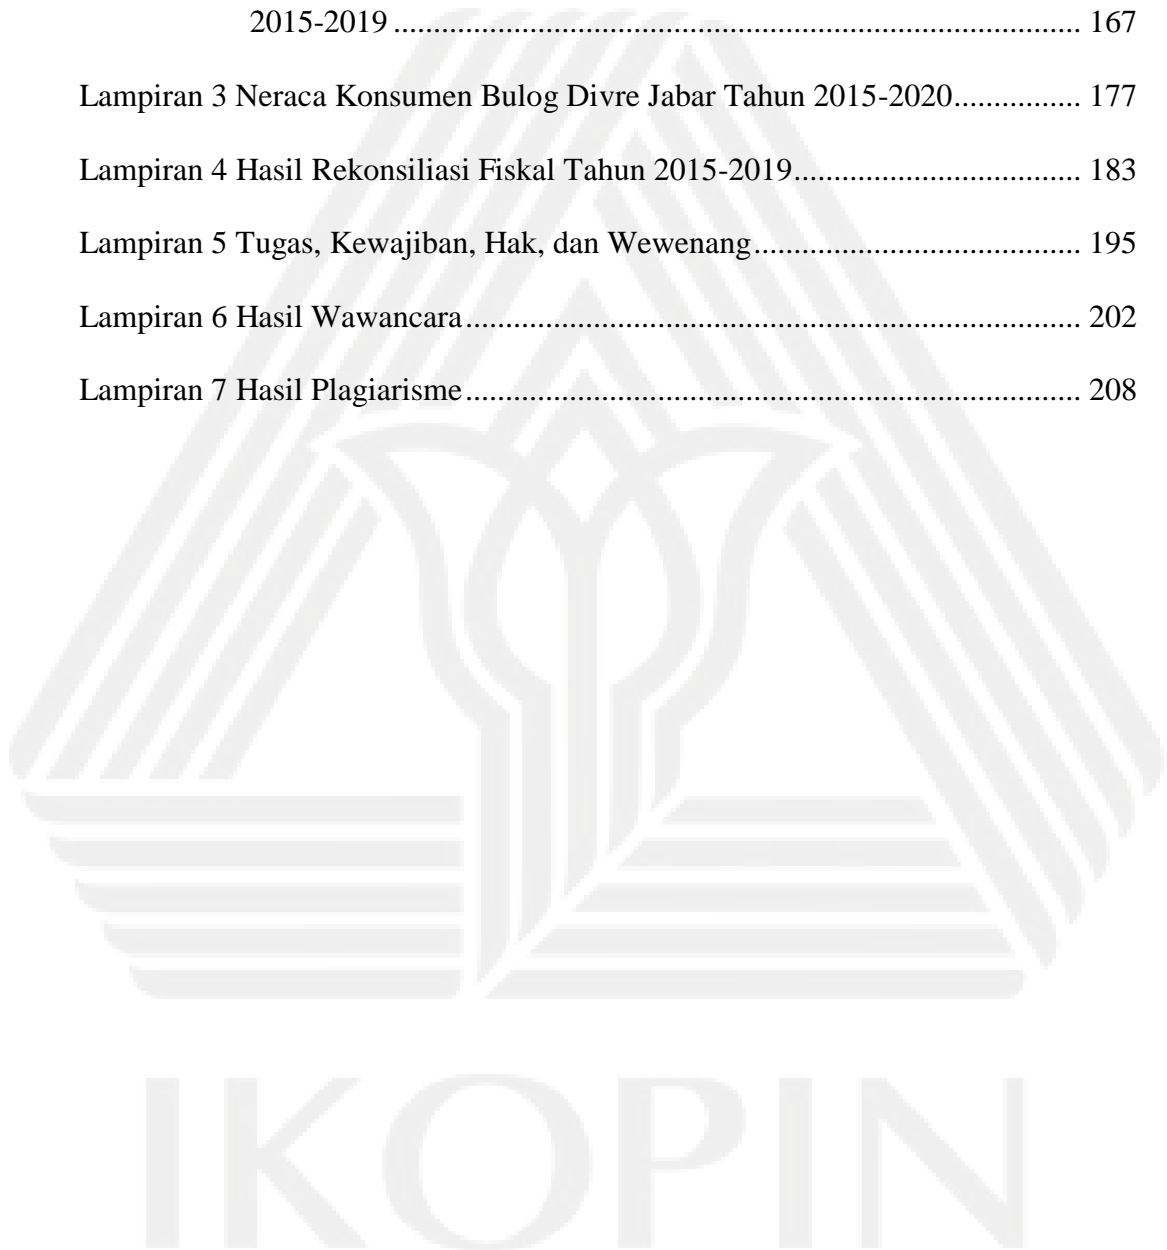 2015-2019 ...................................................................................... 167
Lampiran 3 Neraca Konsumen Bulog Divre Jabar Tahun 2015-2020................ 177
Lampiran 4 Hasil Rekonsiliasi Fiskal Tahun 2015-2019.................................... 183
Lampiran 5 Tugas, Kewajiban, Hak, dan Wewenang......................................... 195
Lampiran 6 Hasil Wawancara............................................................................. 202
Lampiran 7 Hasil Plagiarisme............................................................................. 208
IKOPIN